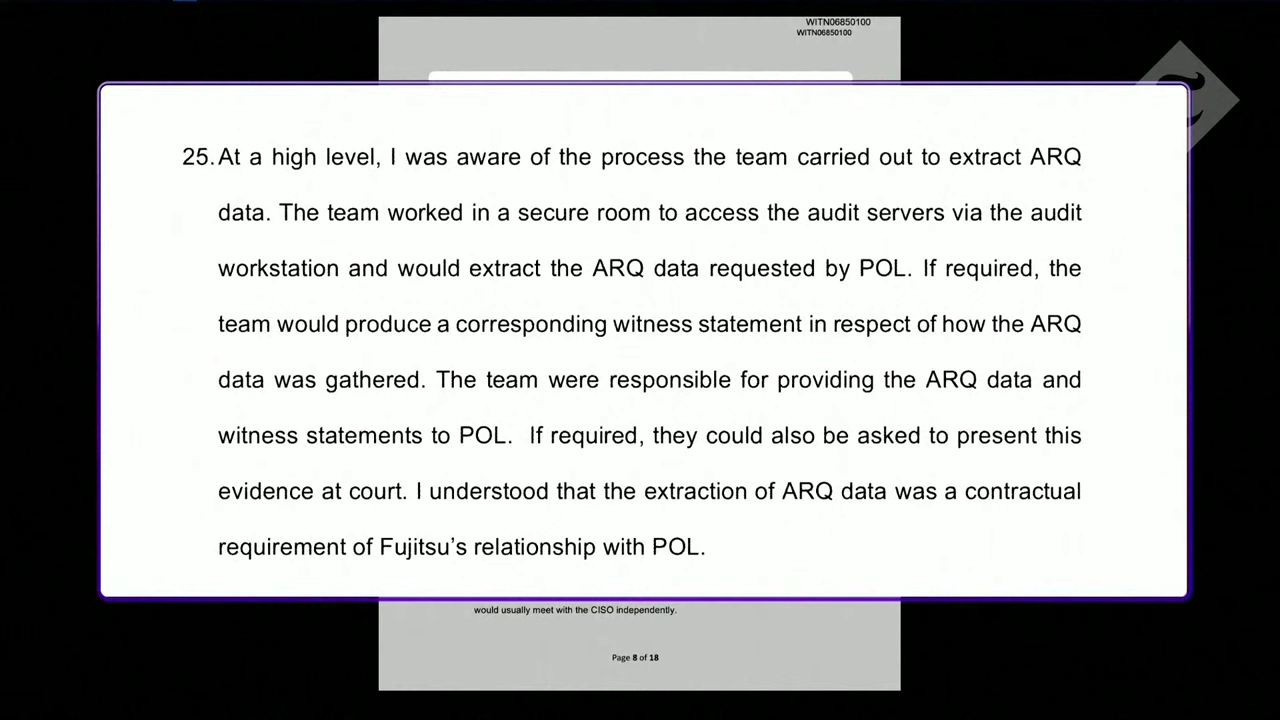 WITN06850100
WITN06850100
25. At a high level, I was aware of the process the team carried out to extract ARQ
data. The team worked in a secure room to access the audit servers via the audit
workstation and would extract the ARQ data requested by POL. If required, the
team would produce a corresponding witness statement in respect of how the ARQ
data was gathered. The team were responsible for providing the ARQ data and
witness statements to POL. If required, they could also be asked to present this
evidence at court. I understood that the extraction of ARQ data was a contractual
requirement of Fujitsu’s relationship with POL.
would usually meet with the CISO independently.
Page 8 of 18